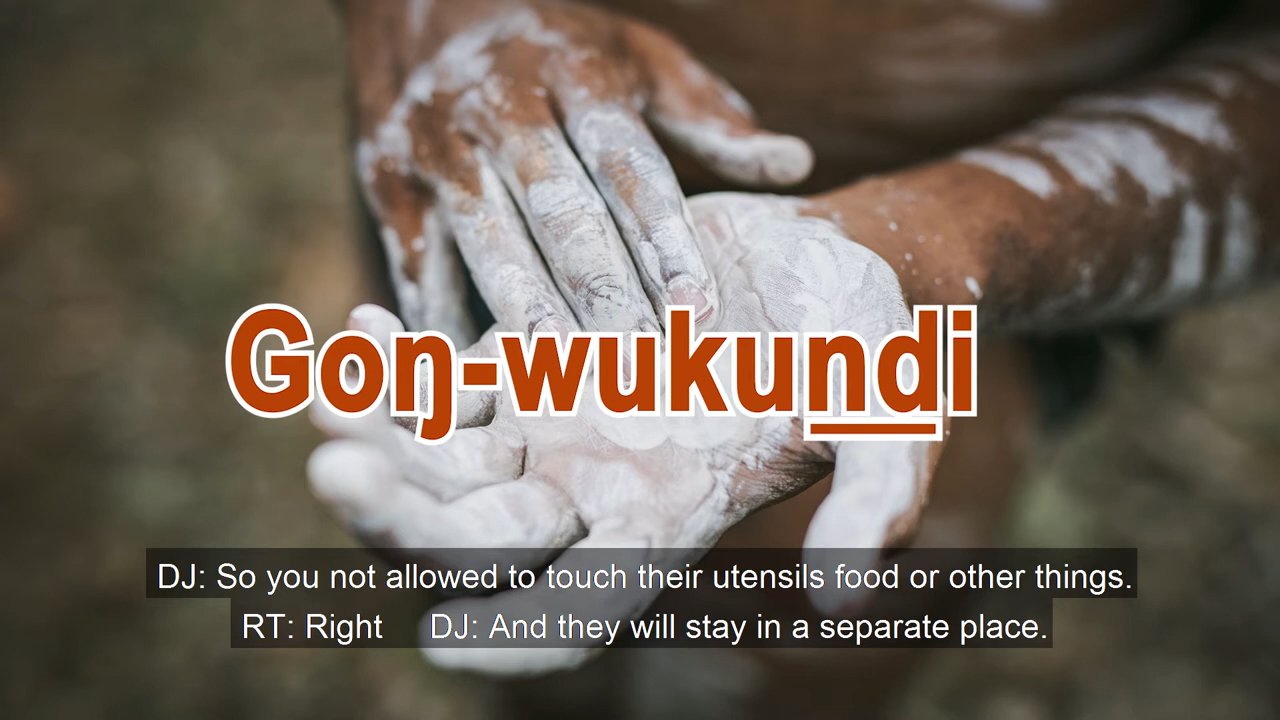 Goŋ-wukundi
DJ: So you not allowed to touch their utensils food or other things.
RT: Right DJ: And they will stay in a separate place.